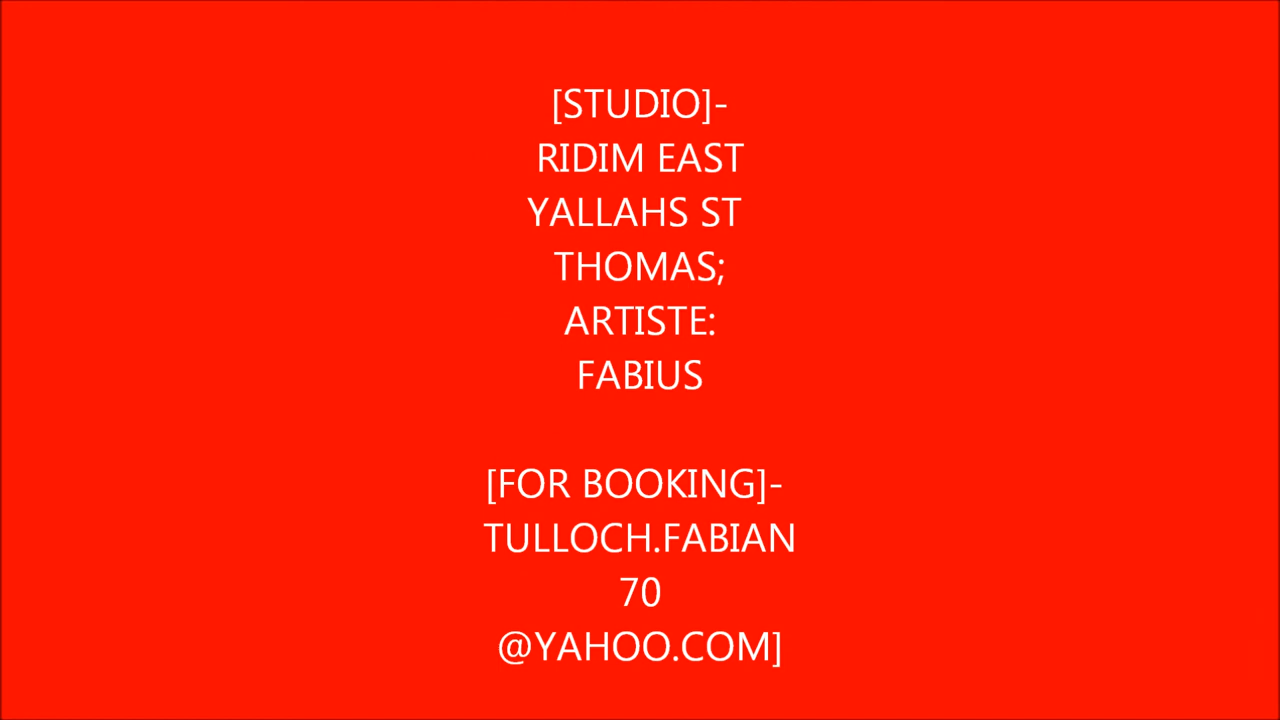 [STUDIO]-
RIDIM EAST
YALLAHS ST
THOMAS;
ARTISTE:
FABIUS
[FOR BOOKING]-
TULLOCH.FABIAN
70
@YAHOO.COM]